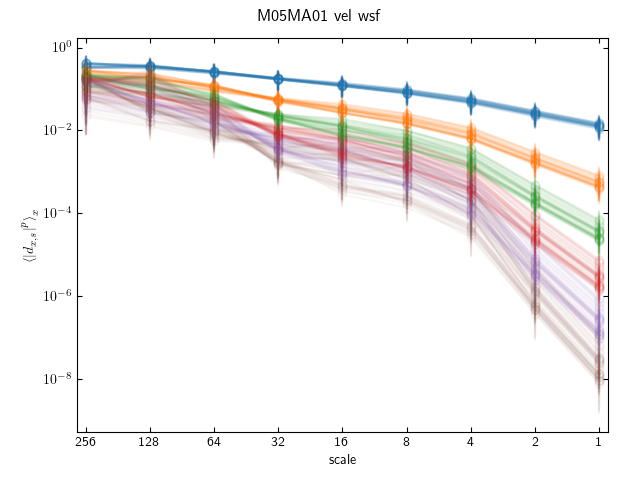 M05MA01 vel wsf
⟨|d_{x,s}|^p⟩_x
10^0
10^{-2}
10^{-4}
10^{-6}
10^{-8}
256 128 64 32 16 8 4 2 1
scale